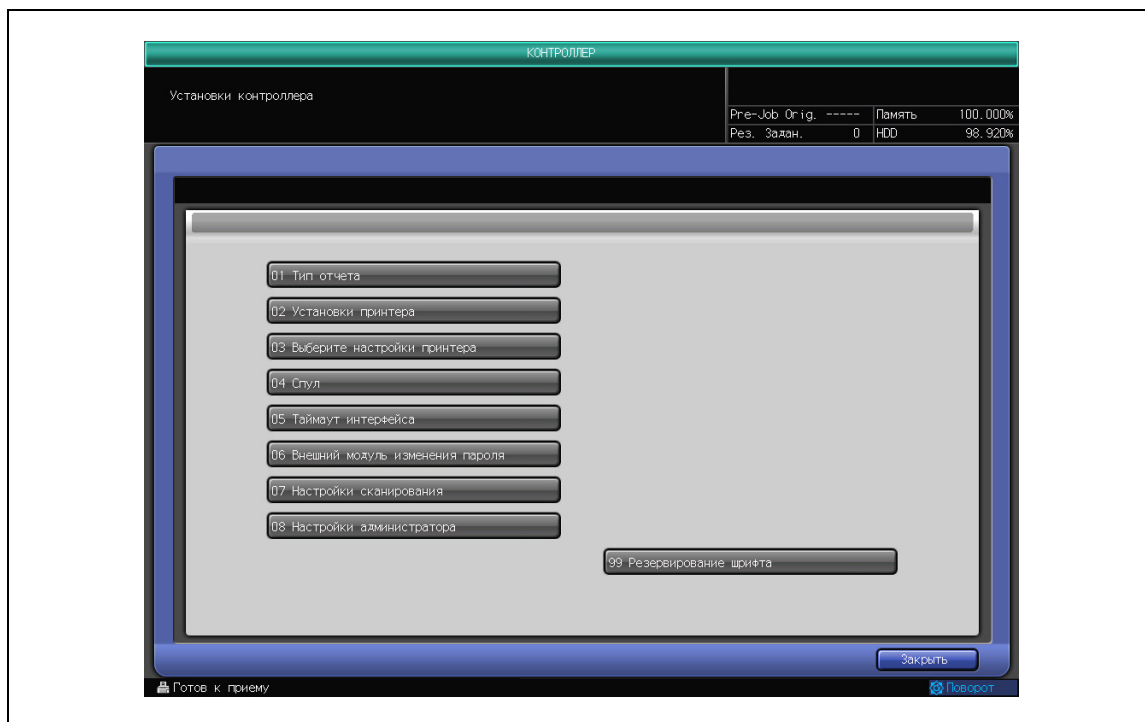 КОНТРОЛЛЕР
Установки контроллера
Pre-Job Orig. ----- Память 100.000%
Рез. Задан. 0 HDD 98.920%
01 Тип отчета
02 Установки принтера
03 Выберите настройки принтера
04 Спул
05 Таймаут интерфейса
06 Внешний модуль изменения пароля
07 Настройки сканирования
08 Настройки администратора
99 Резервирование шрифта
Закрыть
Готов к приему Поворот